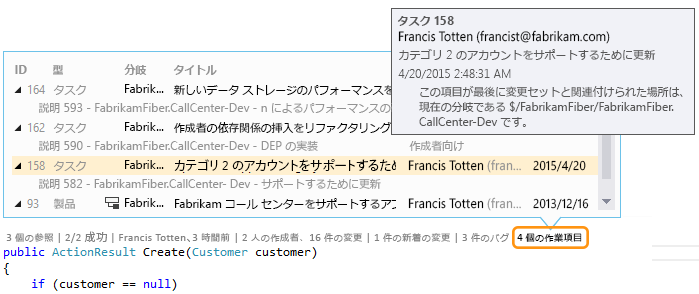 タスク 158
Francis Totten (francist@fabrikam.com)
カテゴリ 2 のアカウントをサポートするために更新
4/20/2015 2:48:31 AM
この項目が最後に変更セットと関連付けられた場所は、
現在の分岐である $/FabrikamFiber/FabrikamFiber.
CallCenter-Dev です。
ID 型 分岐 タイトル
164 タスク Fabrik... 新しいデータ ストレージのパフォーマンスを
説明 593 - FabrikamFiber.CallCenter-Dev - n によるパフォーマンスの
162 タスク Fabrik... 作成者の依存関係の挿入をリファクタリング
説明 590 - FabrikamFiber.CallCenter-Dev - DEP の実装 作成者向け
158 タスク Fabrik... カテゴリ 2 のアカウントをサポートするため Francis Totten (fran... 2015/4/20
説明 582 - FabrikamFiber.CallCenter- Dev - サポートするために更新
93 製品 Fabrik... Fabrikam コール センターをサポートするアプ Francis Totten (fran... 2013/12/16
3 個の参照 | 2/2 成功 | Francis Totten、3 時間前 | 2 人の作成者、16 件の変更 | 1 件の新着の変更 | 3 件のバグ 4 個の作業項目
public ActionResult Create(Customer customer)
{
if (customer == null)